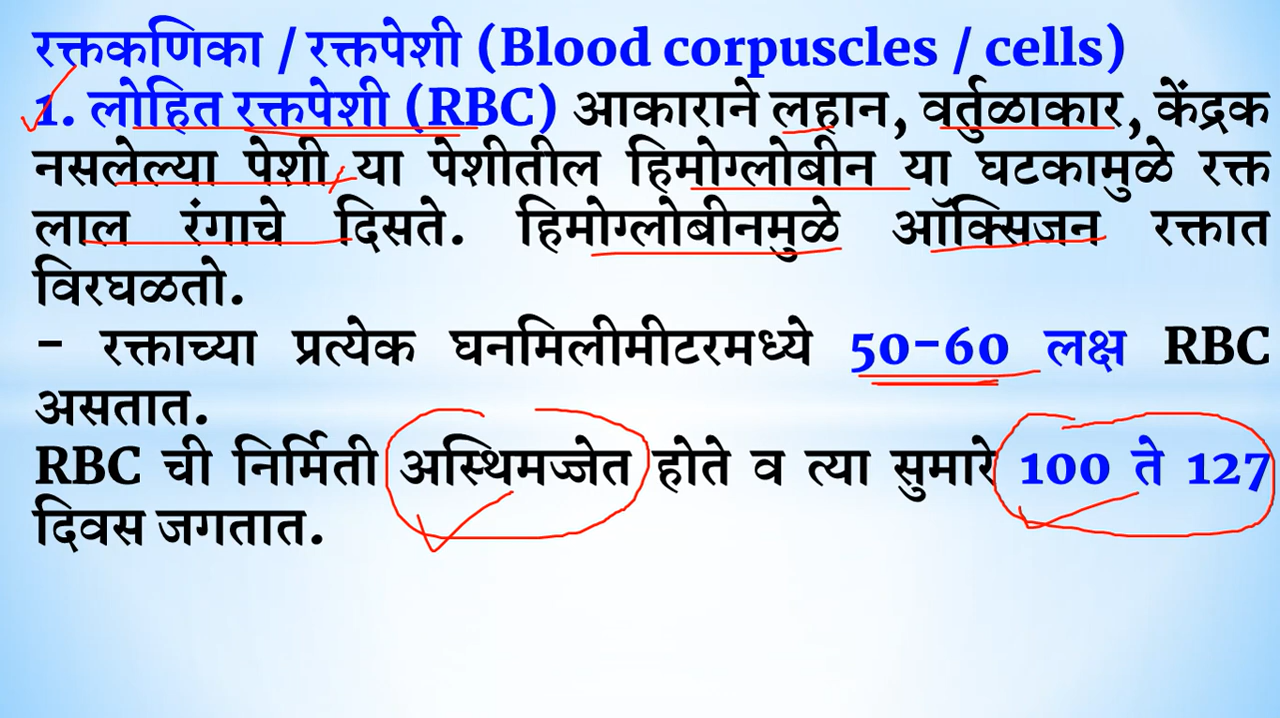 रक्तकणिका / रक्तपेशी (Blood corpuscles / cells)
1. लोहित रक्तपेशी (RBC) आकाराने लहान, वर्तुळाकार, केंद्रक
नसलेल्या पेशी, या पेशीतील हिमोग्लोबीन या घटकामुळे रक्त
लाल रंगाचे दिसते. हिमोग्लोबीनमुळे ऑक्सिजन रक्तात
विरघळतो.
- रक्ताच्या प्रत्येक घनमिलीमीटरमध्ये 50-60 लक्ष RBC
असतात.
RBC ची निर्मिती अस्थिमज्जेत होते व त्या सुमारे 100 ते 127
दिवस जगतात.